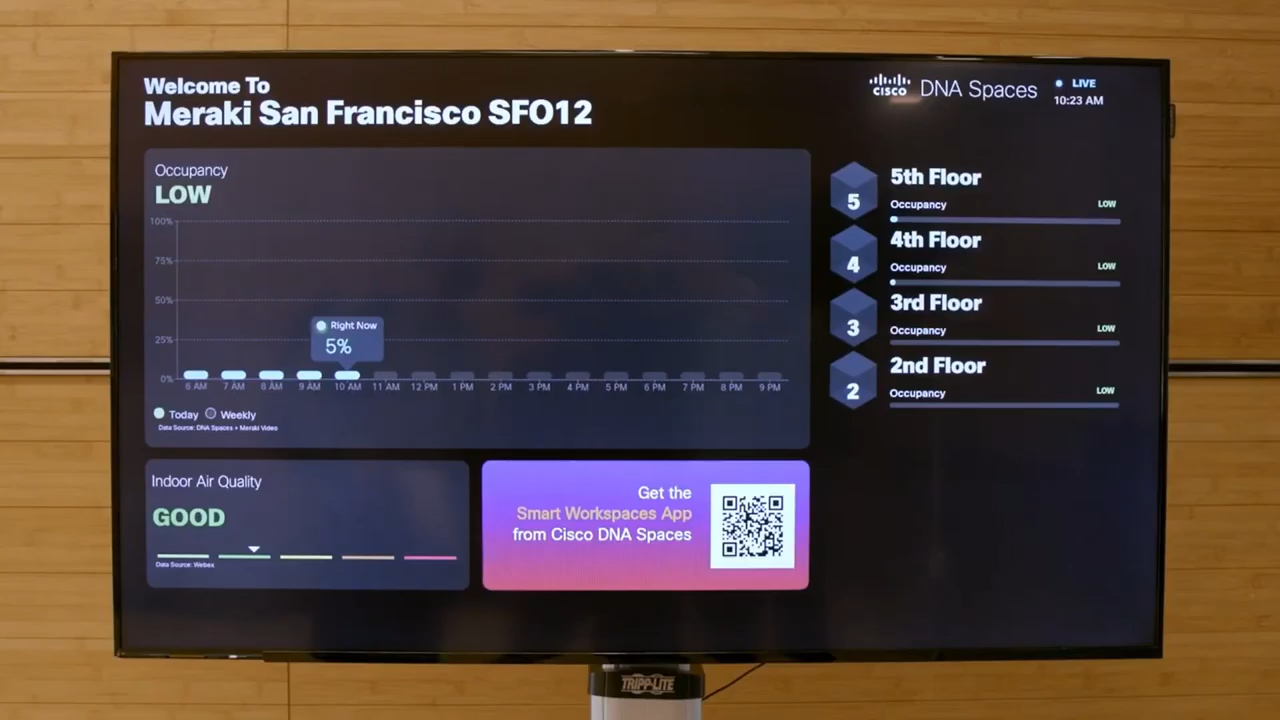 Welcome To
Meraki San Francisco SFO12
CISCO DNA Spaces
LIVE
10:23 AM
Occupancy
LOW
100%
75%
50%
25%
0%
Right Now
5%
6 AM 7 AM 8 AM 9 AM 10 AM 11 AM 12 PM 1 PM 2 PM 3 PM 4 PM 5 PM 6 PM 7 PM 8 PM 9 PM
Today Weekly
Data Source: DNA Spaces + Meraki Video
5 5th Floor
Occupancy LOW
4 4th Floor
Occupancy LOW
3 3rd Floor
Occupancy LOW
2 2nd Floor
Occupancy LOW
Indoor Air Quality
GOOD
Data Source: Webex
Get the
Smart Workspaces App
from Cisco DNA Spaces
TRIPP·LITE